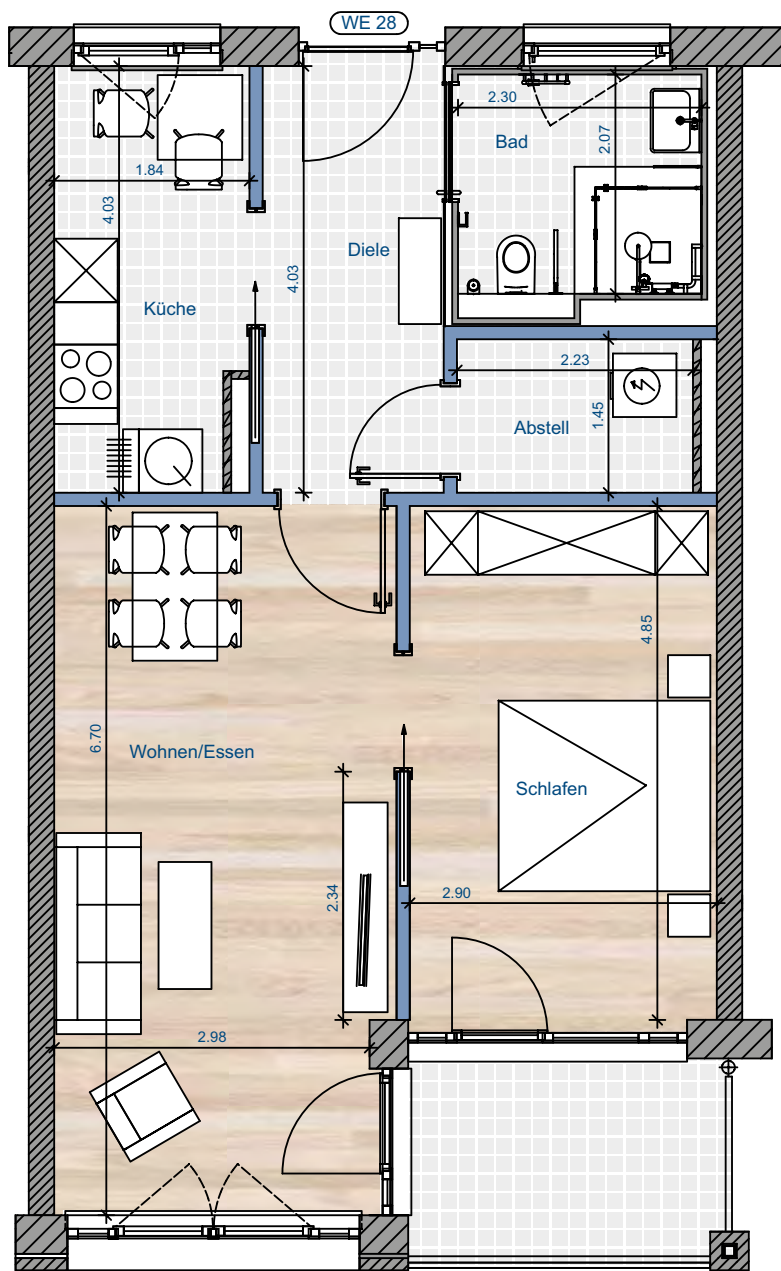 WE 28
2.30
Bad
2.07
1.84
4.03
Diele
4.03
Küche
2.23
1.45
Abstell
4.85
6.70
Wohnen/Essen
Schlafen
2.34
2.90
2.98